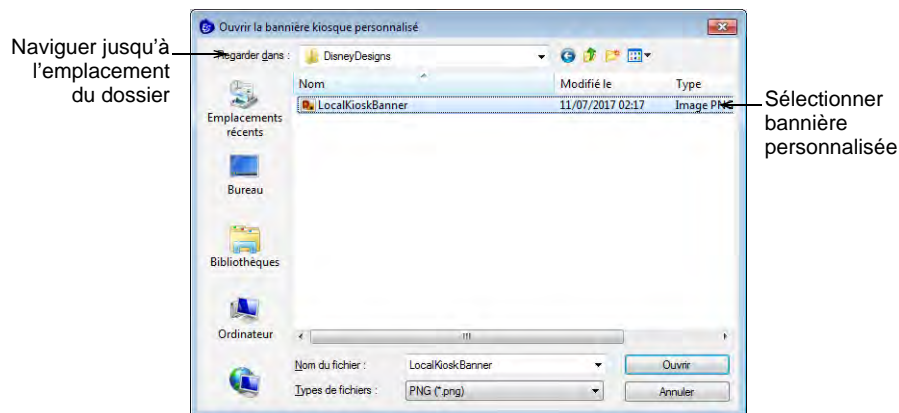 Ouvrir la bannière kiosque personnalisé
Naviguer jusqu'à
l'emplacement
du dossier
Regarder dans :
DisneyDesigns
Nom
Modifié le
Type
LocalKioskBanner
11/07/2017 02:17
Image PNG
Sélectionner
bannière
personnalisée
Emplacements
récents
Bureau
Bibliothèques
Ordinateur
Nom du fichier :
LocalKioskBanner
Ouvrir
Types de fichiers :
PNG (*.png)
Annuler